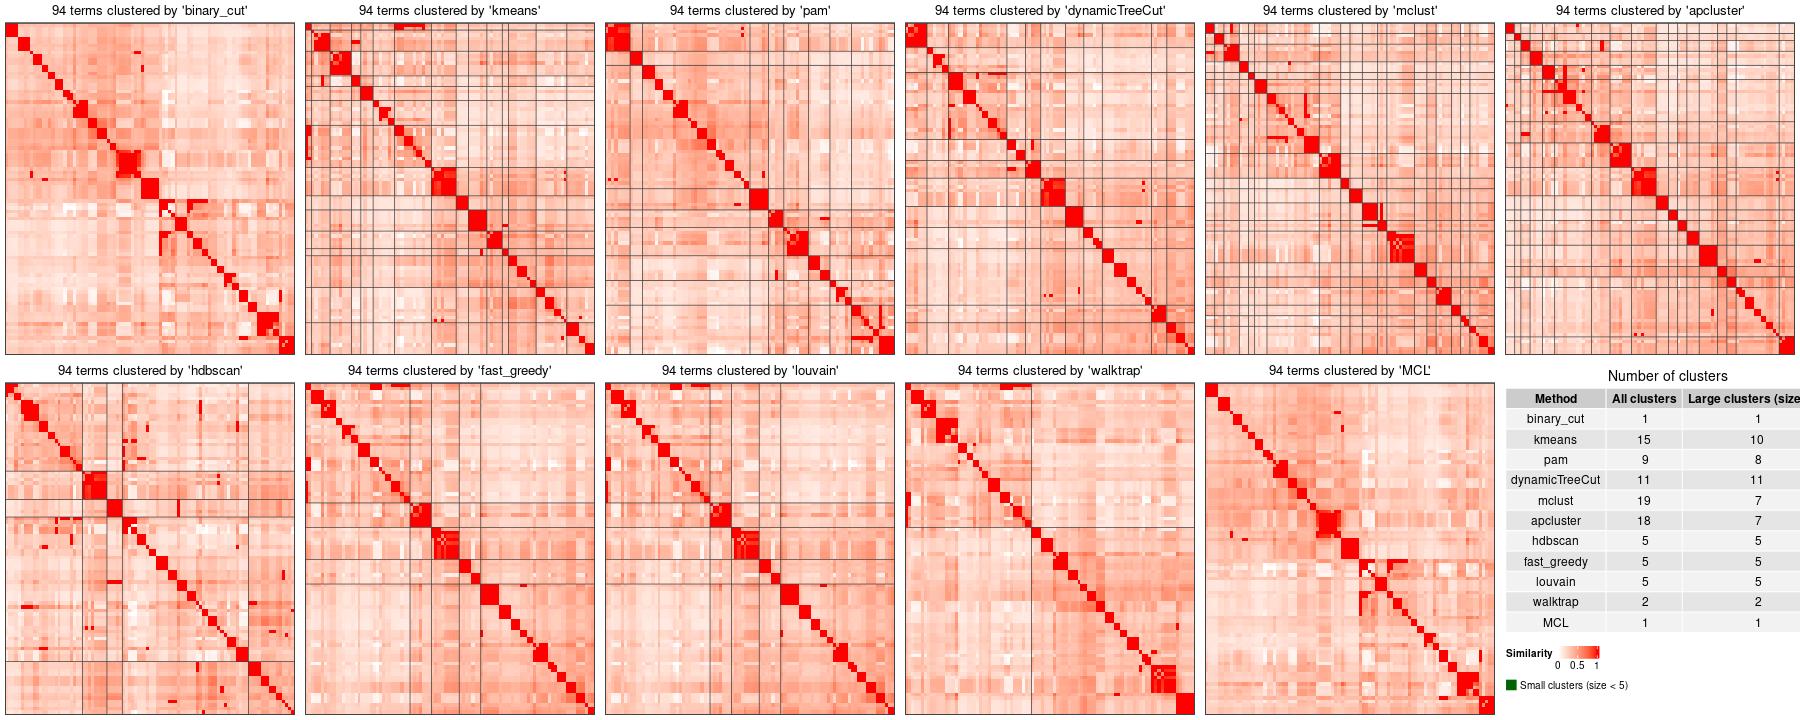 94 terms clustered by 'binary_cut'
94 terms clustered by 'kmeans'
94 terms clustered by 'pam'
94 terms clustered by 'dynamicTreeCut'
94 terms clustered by 'mclust'
94 terms clustered by 'apcluster'
94 terms clustered by 'hdbscan'
94 terms clustered by 'fast_greedy'
94 terms clustered by 'louvain'
94 terms clustered by 'walktrap'
94 terms clustered by 'MCL'
Number of clusters
Method All clusters Large clusters (size
binary_cut 1 1
kmeans 15 10
pam 9 8
dynamicTreeCut 11 11
mclust 19 7
apcluster 18 7
hdbscan 5 5
fast_greedy 5 5
louvain 5 5
walktrap 2 2
MCL 1 1
Similarity
0 0.5 1
Small clusters (size < 5)